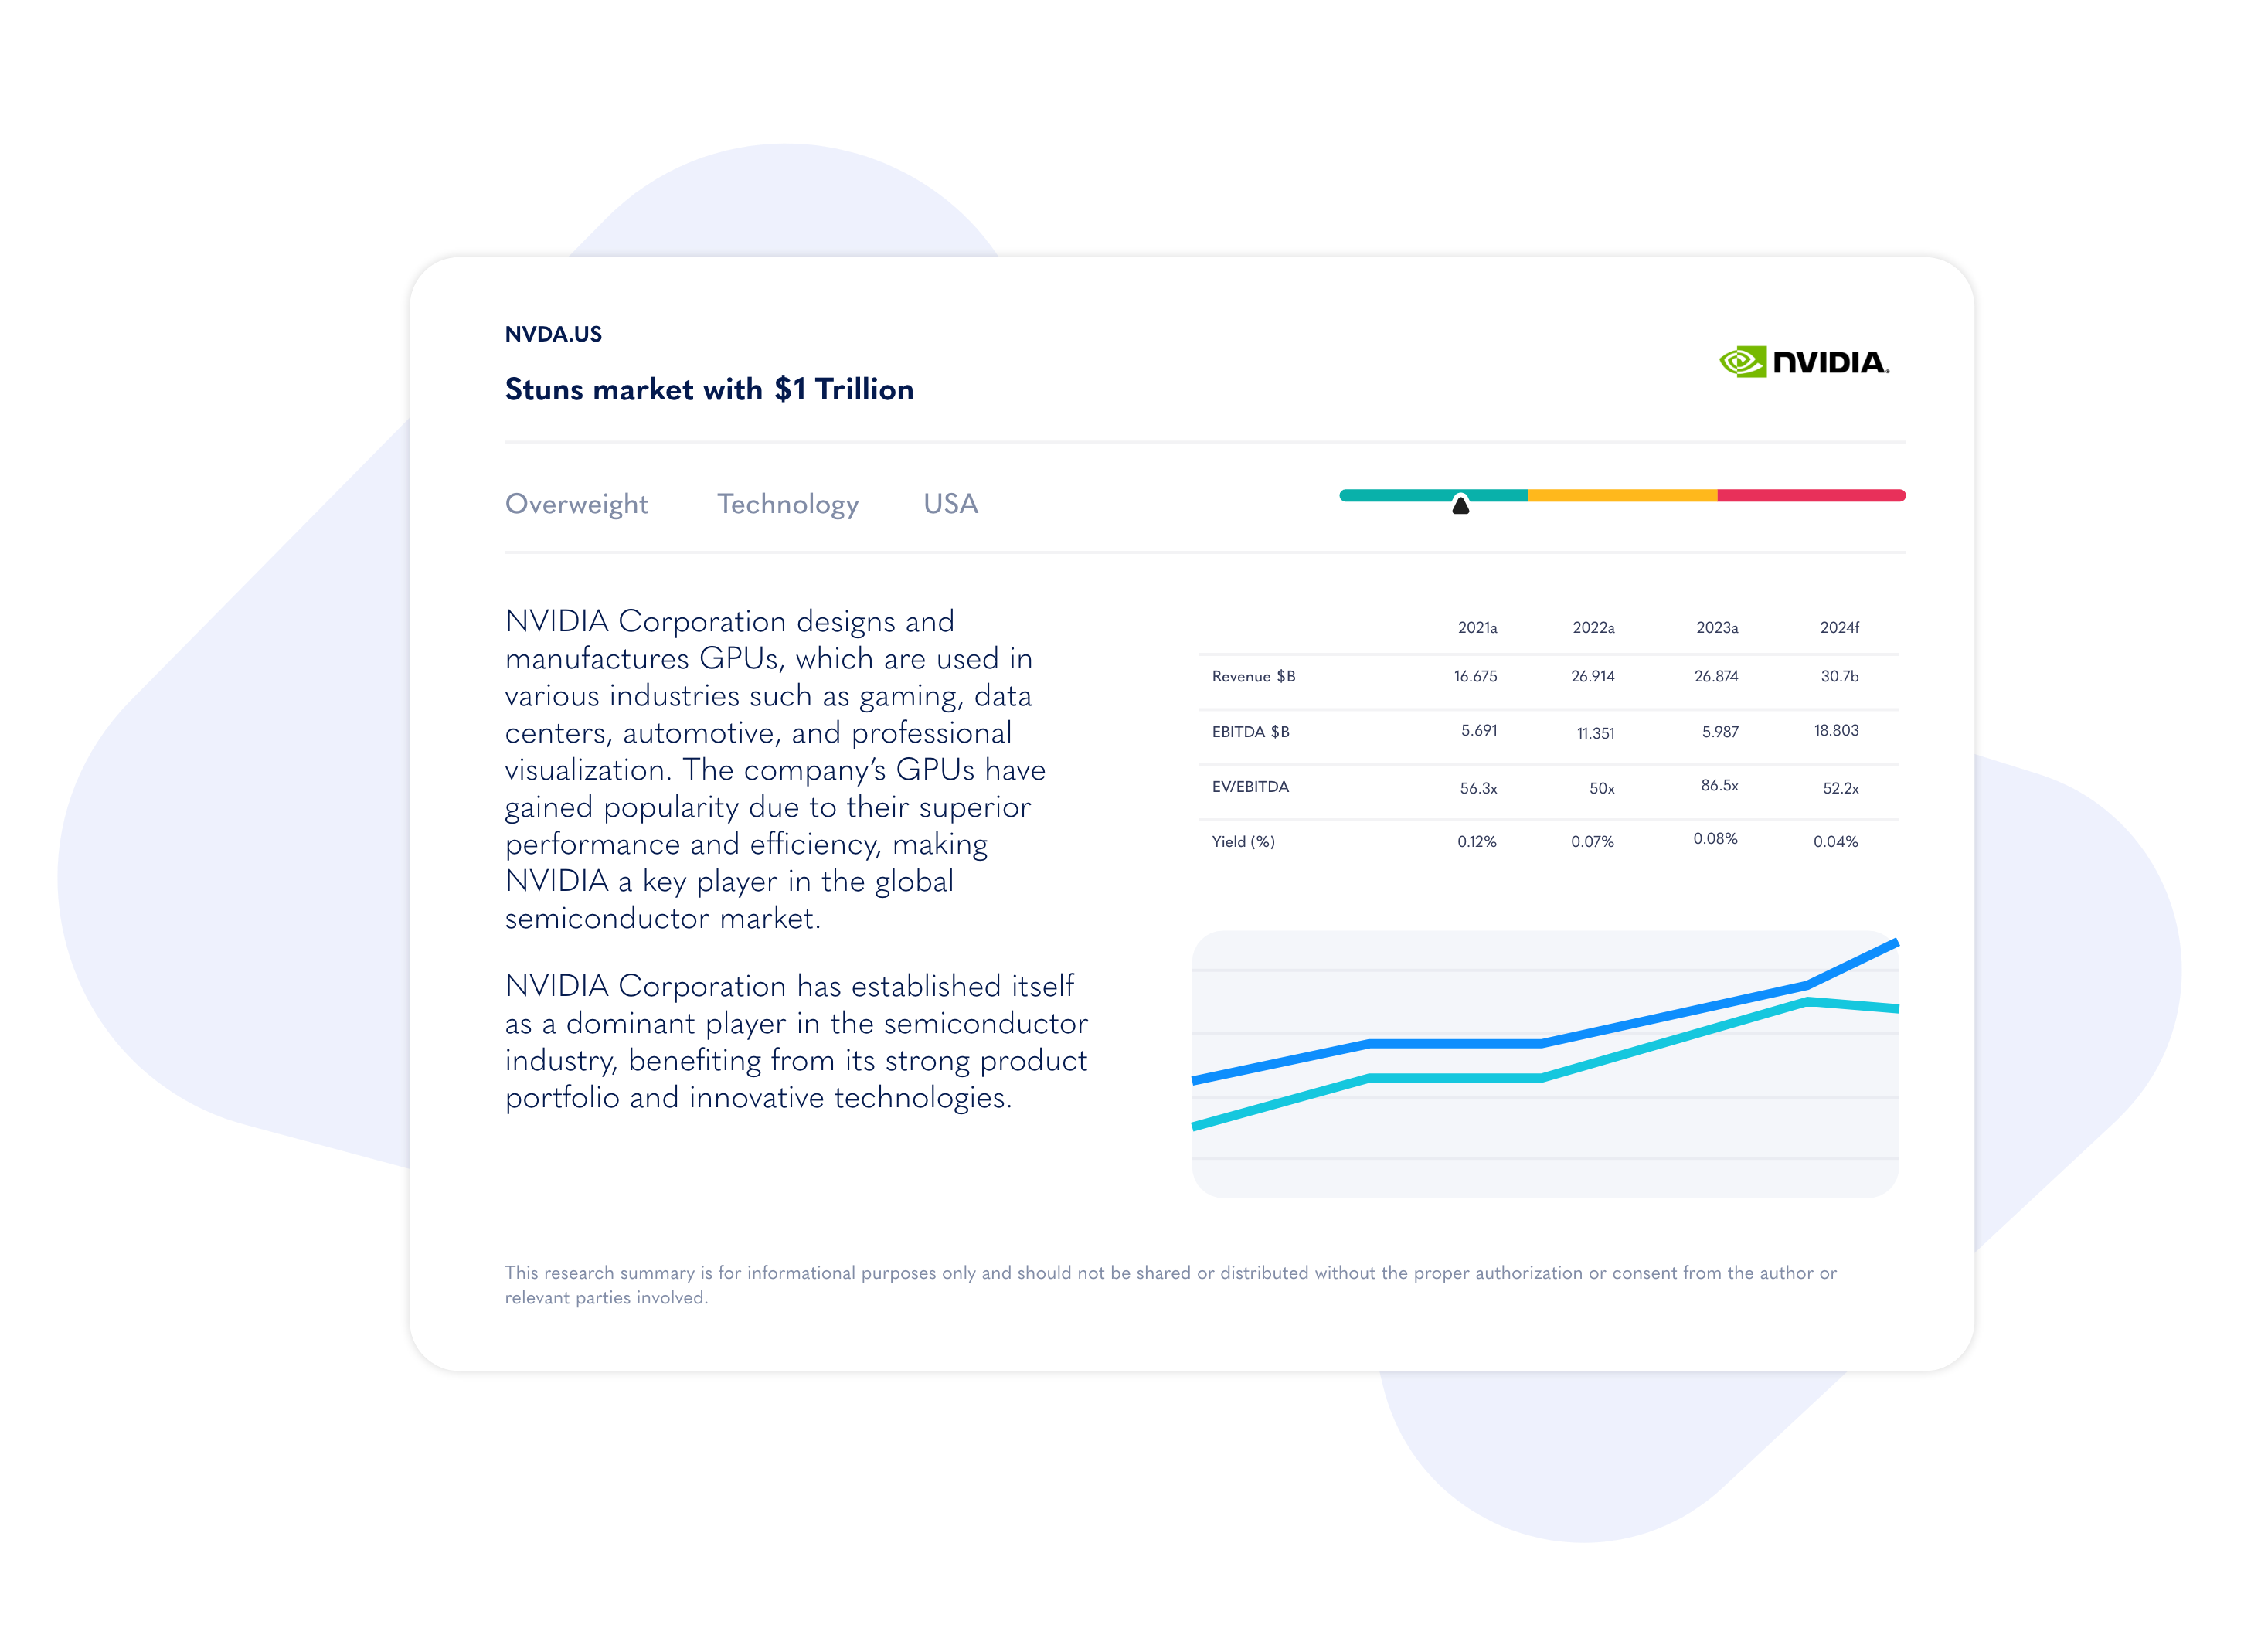 NVDA.US
Stuns market with $1 Trillion
NVIDIA.
Overweight Technology USA
NVIDIA Corporation designs and
manufactures GPUs, which are used in
various industries such as gaming, data
centers, automotive, and professional
visualization. The company’s GPUs have
gained popularity due to their superior
performance and efficiency, making
NVIDIA a key player in the global
semiconductor market.
NVIDIA Corporation has established itself
as a dominant player in the semiconductor
industry, benefiting from its strong product
portfolio and innovative technologies.
2021a 2022a 2023a 2024f
Revenue $B 16.675 26.914 26.874 30.7b
EBITDA $B 5.691 11.351 5.987 18.803
EV/EBITDA 56.3x 50x 86.5x 52.2x
Yield (%) 0.12% 0.07% 0.08% 0.04%
This research summary is for informational purposes only and should not be shared or distributed without the proper authorization or consent from the author or
relevant parties involved.